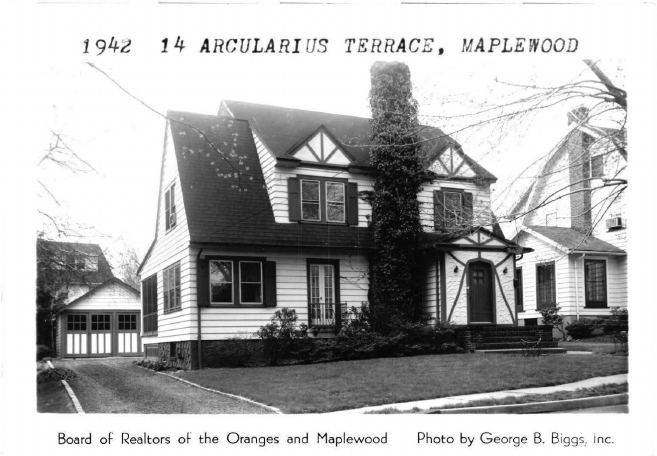 1942 14 ARCULARIUS TERRACE, MAPLEWOOD
Board of Realtors of the Oranges and Maplewood Photo by George B. Biggs, Inc.